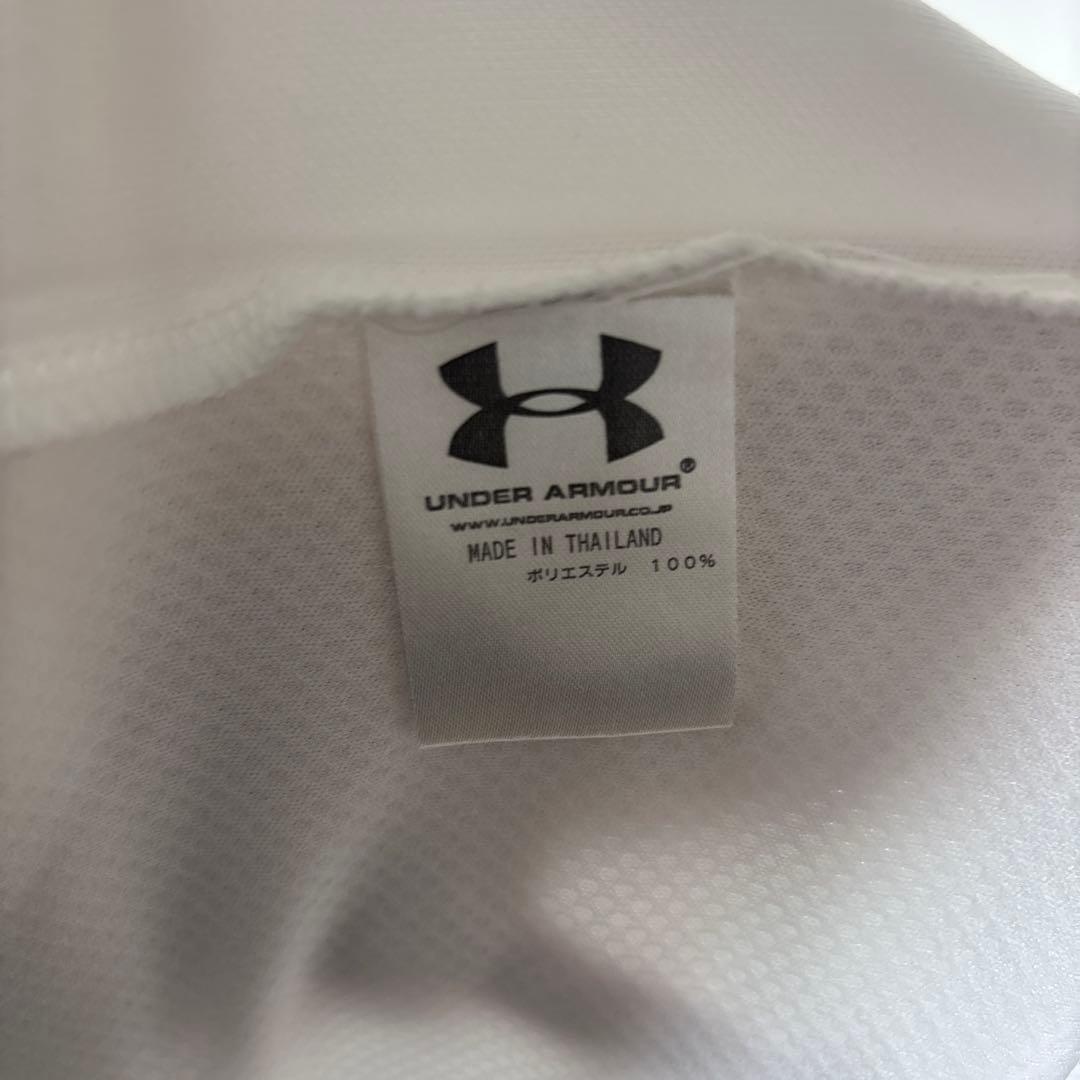 UNDER ARMOUR®
WWW.UNDERARMOUR.CO.JP
MADE IN THAILAND
ポリエステル 100%